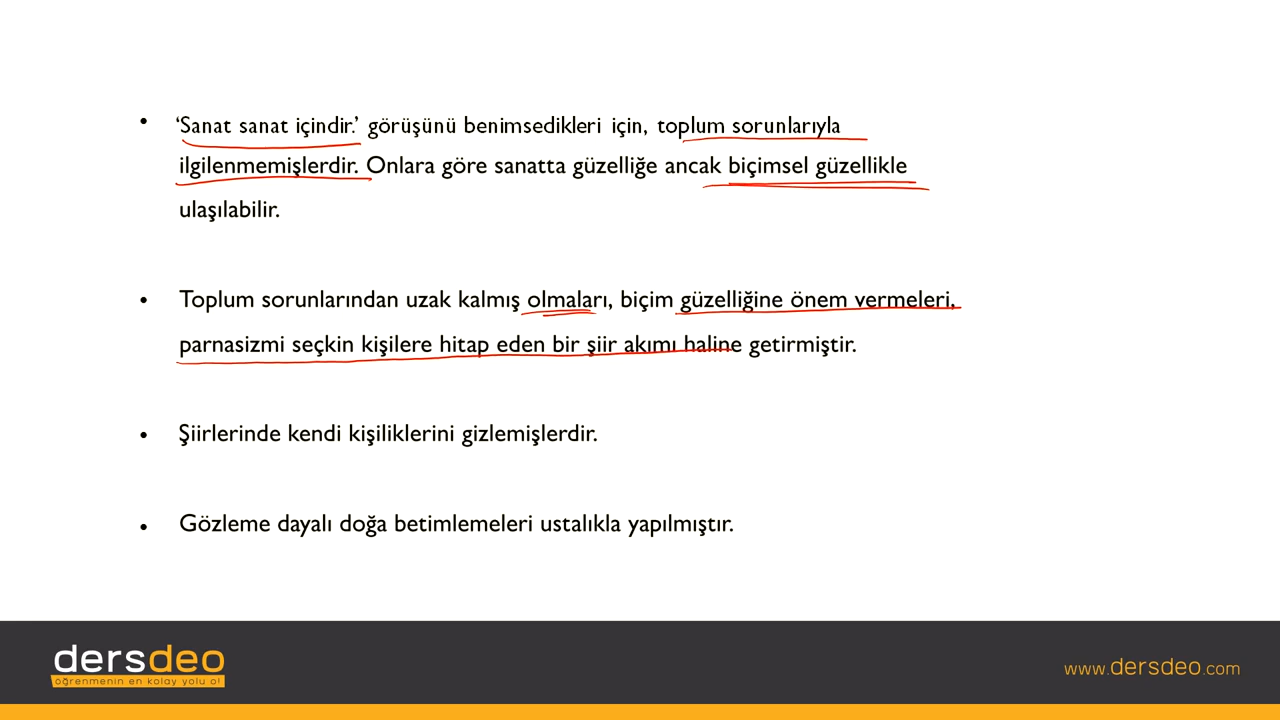 • ‘Sanat sanat içindir.’ görüşünü benimsedikleri için, toplum sorunlarıyla
ilgilenmemişlerdir. Onlara göre sanatta güzelliğe ancak biçimsel güzellikle
ulaşılabilir.
• Toplum sorunlarından uzak kalmış olmaları, biçim güzelliğine önem vermeleri,
parnasizmi seçkin kişilere hitap eden bir şiir akımı haline getirmiştir.
• Şiirlerinde kendi kişiliklerini gizlemişlerdir.
• Gözleme dayalı doğa betimlemeleri ustalıkla yapılmıştır.
dersdeo
öğrenmenin en kolay yolu o!
www.dersdeo.com